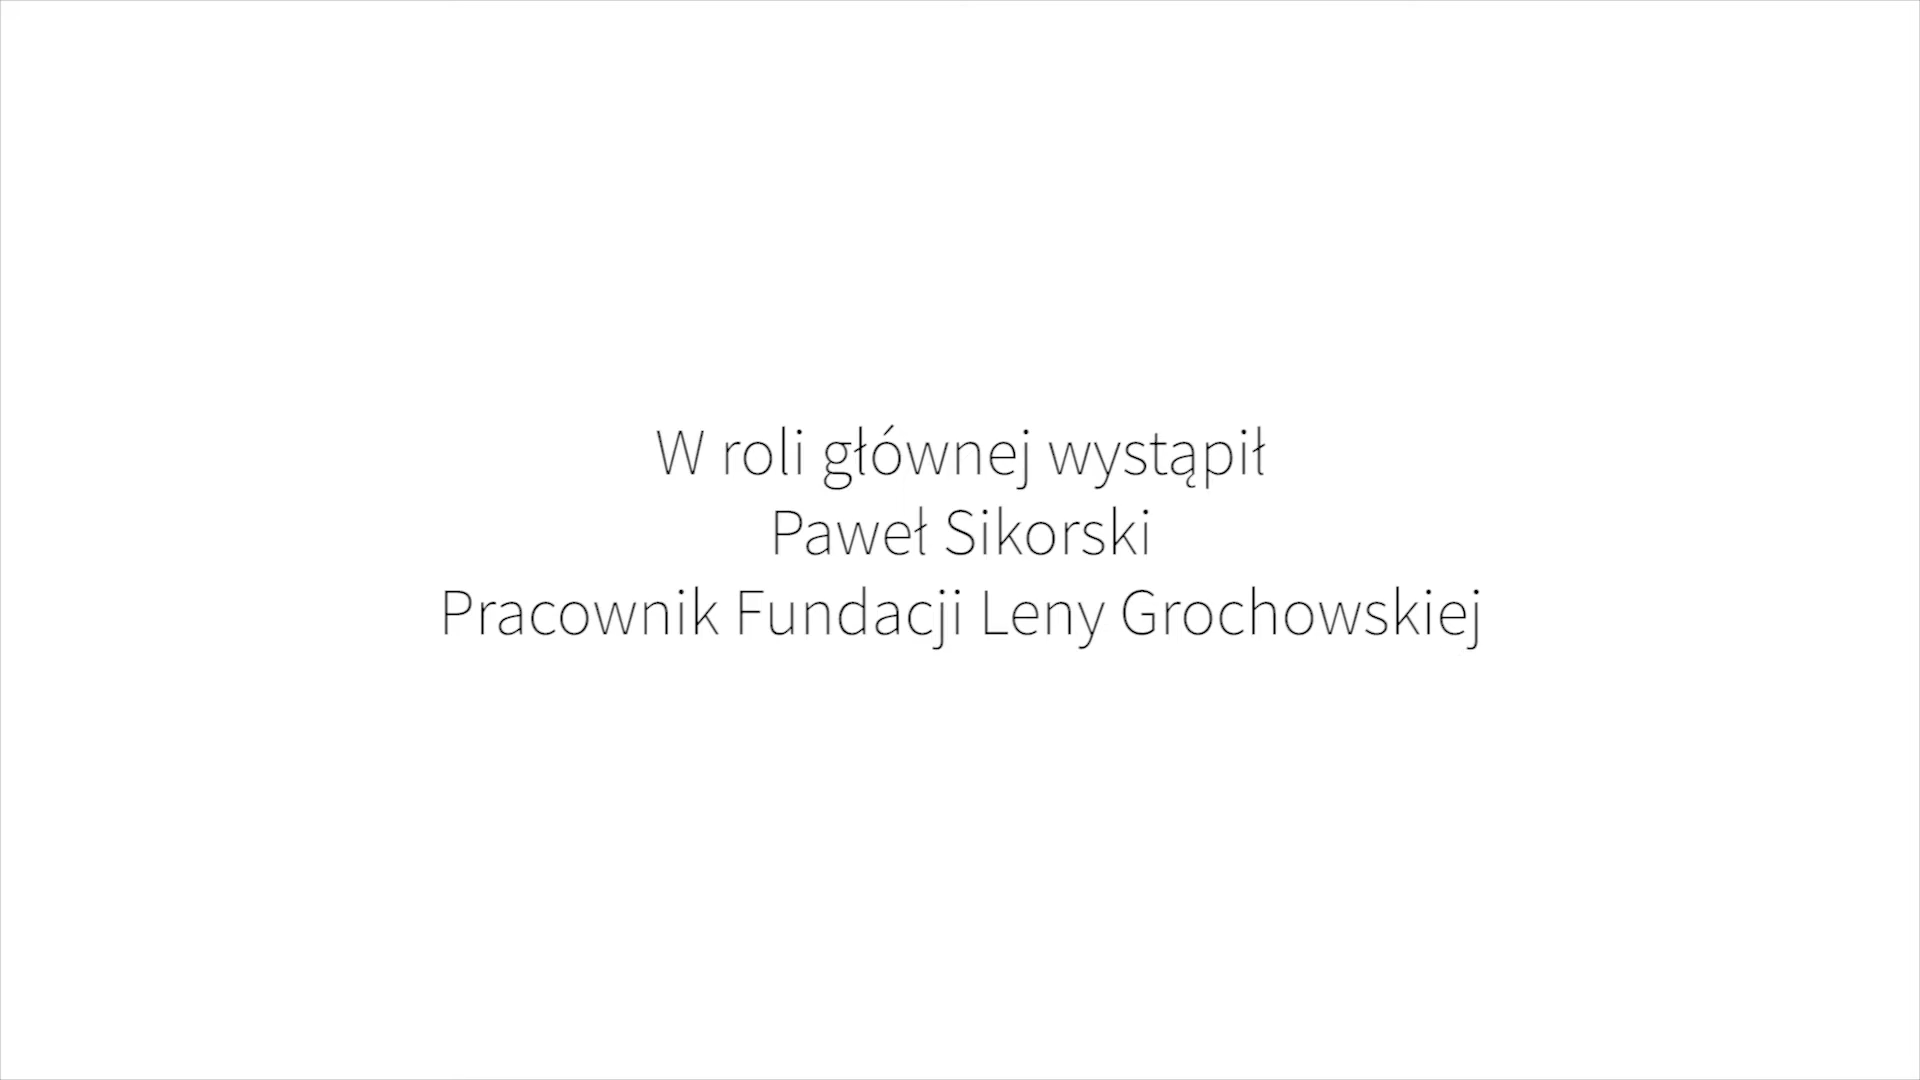 W roli głównej wystąpił
Paweł Sikorski
Pracownik Fundacji Leny Grochowskiej